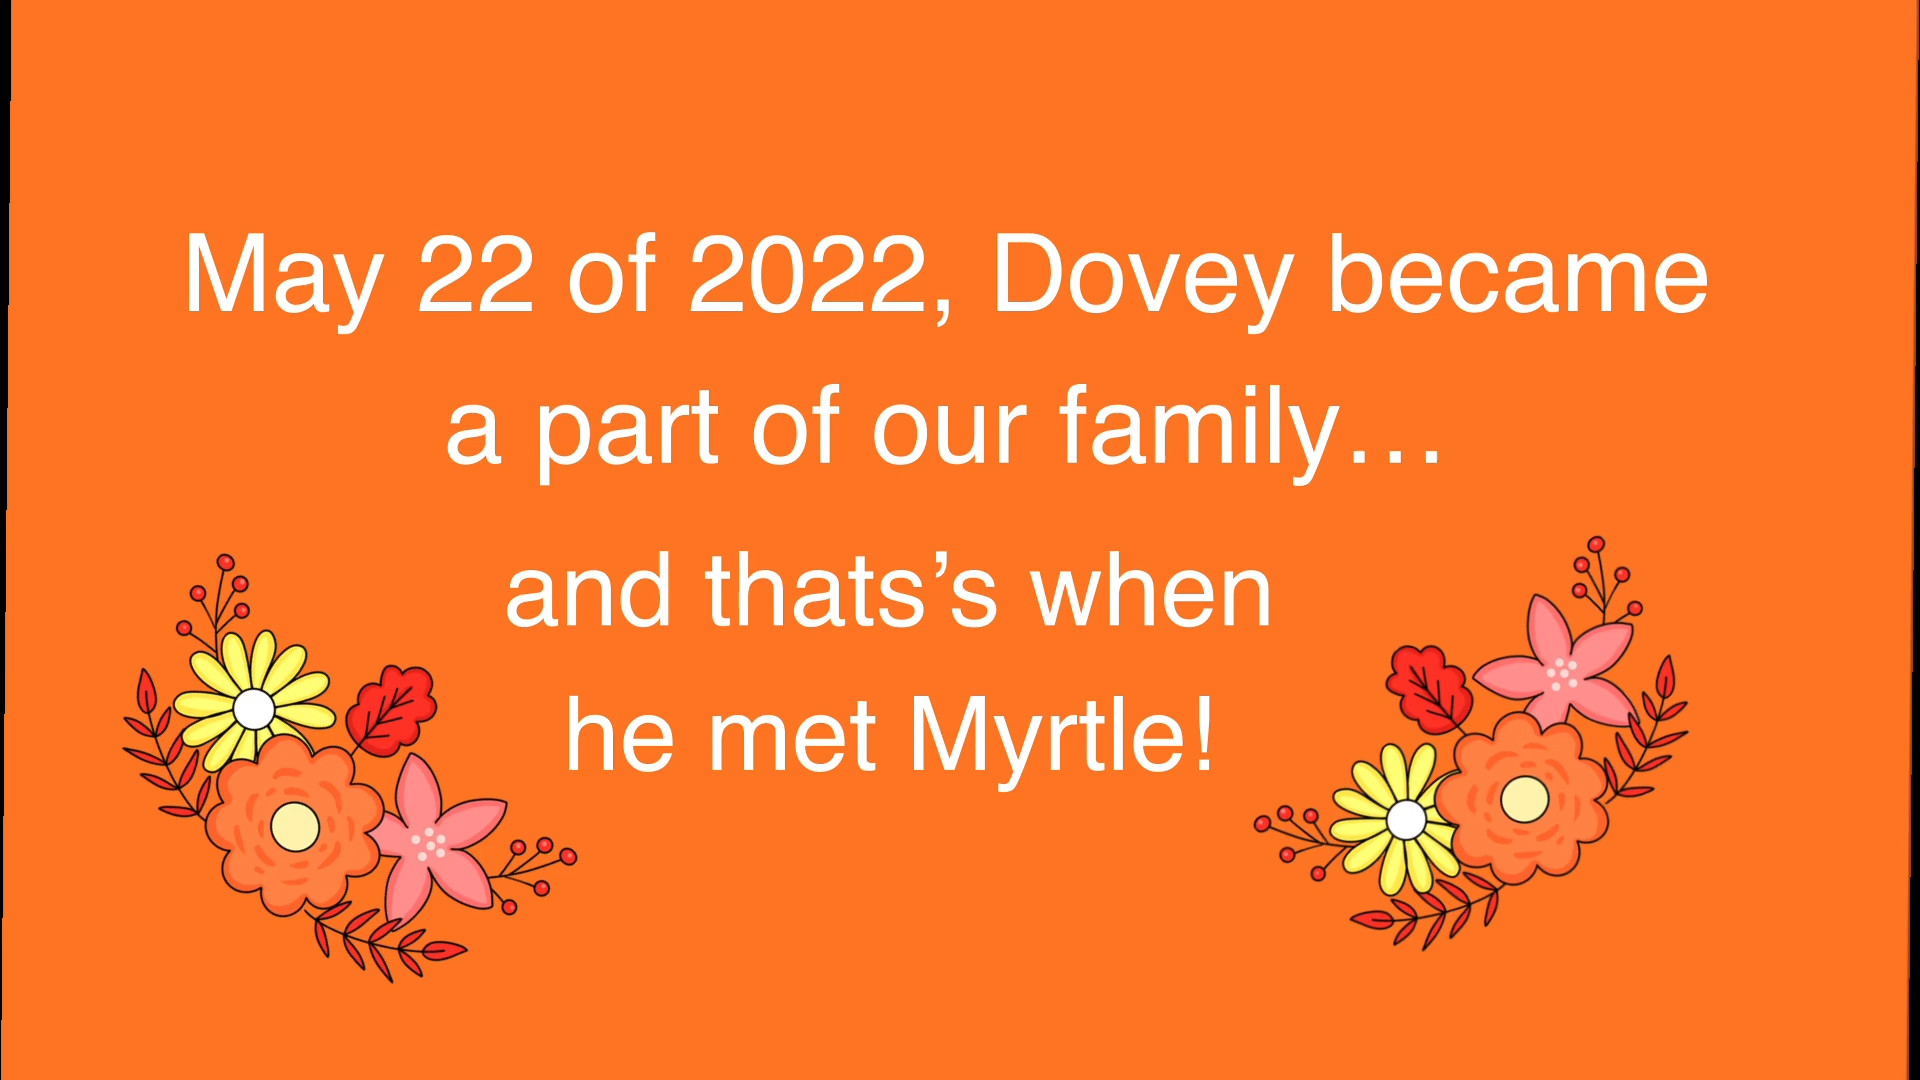 May 22 of 2022, Dovey became
a part of our family…
and thats’s when
he met Myrtle!